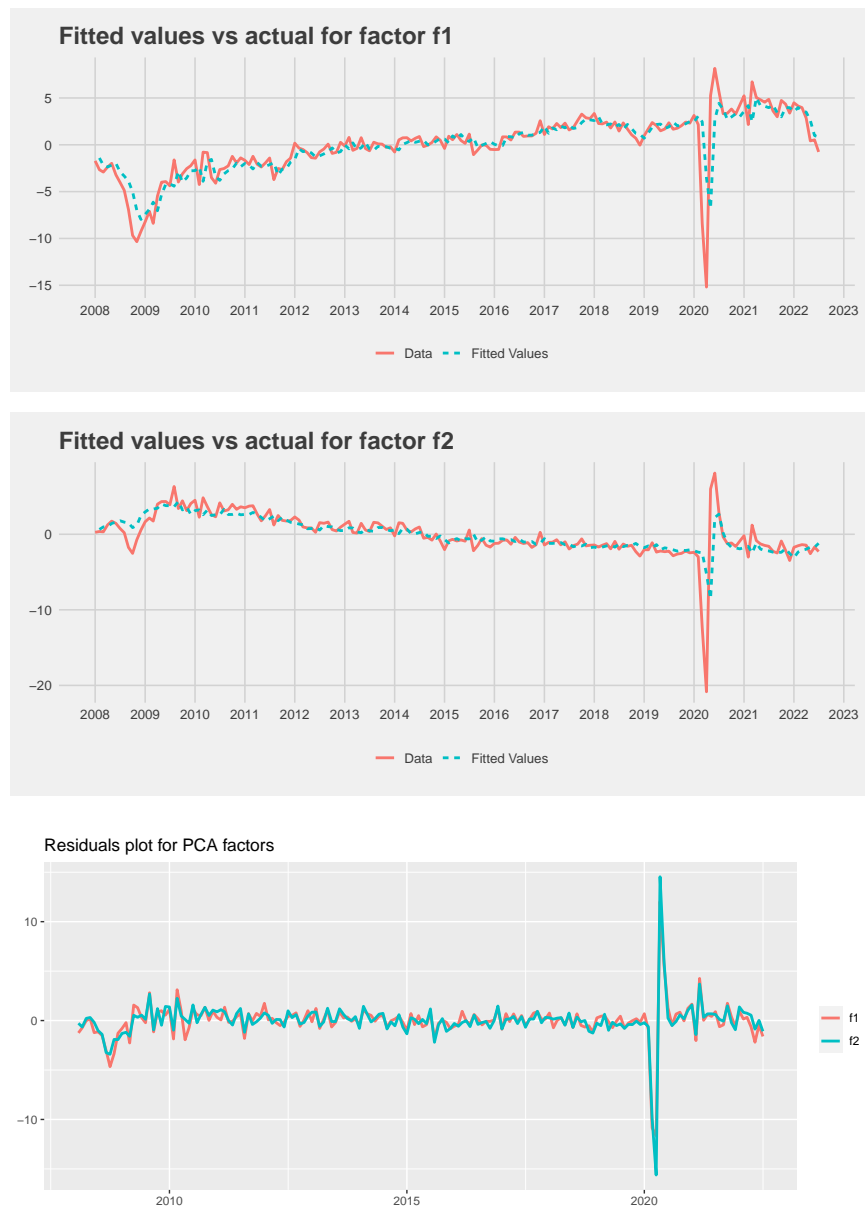 Fitted values vs actual for factor f1
5
0
−5
−10
−15
2008 2009 2010 2011 2012 2013 2014 2015 2016 2017 2018 2019 2020 2021 2022 2023
Data Fitted Values
Fitted values vs actual for factor f2
0
−10
−20
2008 2009 2010 2011 2012 2013 2014 2015 2016 2017 2018 2019 2020 2021 2022 2023
Data Fitted Values
Residuals plot for PCA factors
10
0
−10
2010 2015 2020
f1
f2